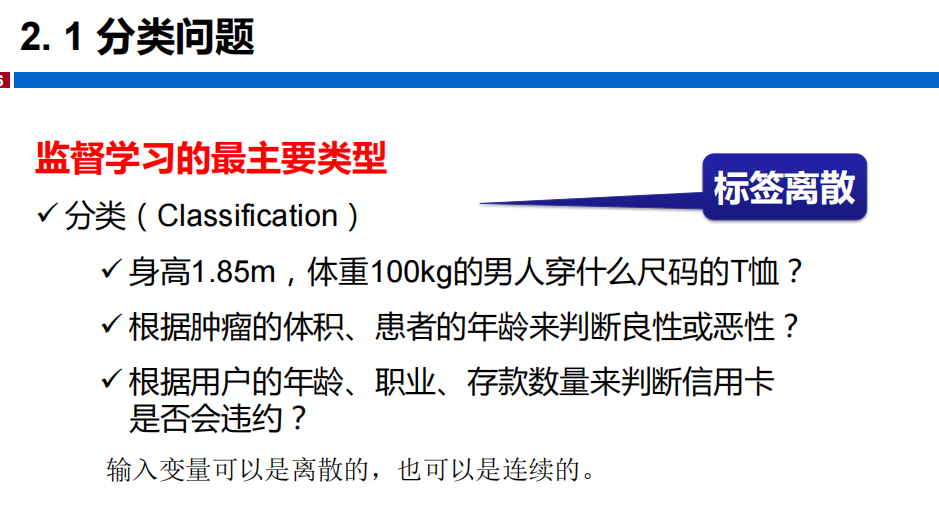 2. 1 分类问题
6
监督学习的最主要类型
标签离散
✓ 分类（Classification）
✓ 身高1.85m，体重100kg的男人穿什么尺码的T恤？
✓ 根据肿瘤的体积、患者的年龄来判断良性或恶性？
✓ 根据用户的年龄、职业、存款数量来判断信用卡
是否会违约？
输入变量可以是离散的，也可以是连续的。